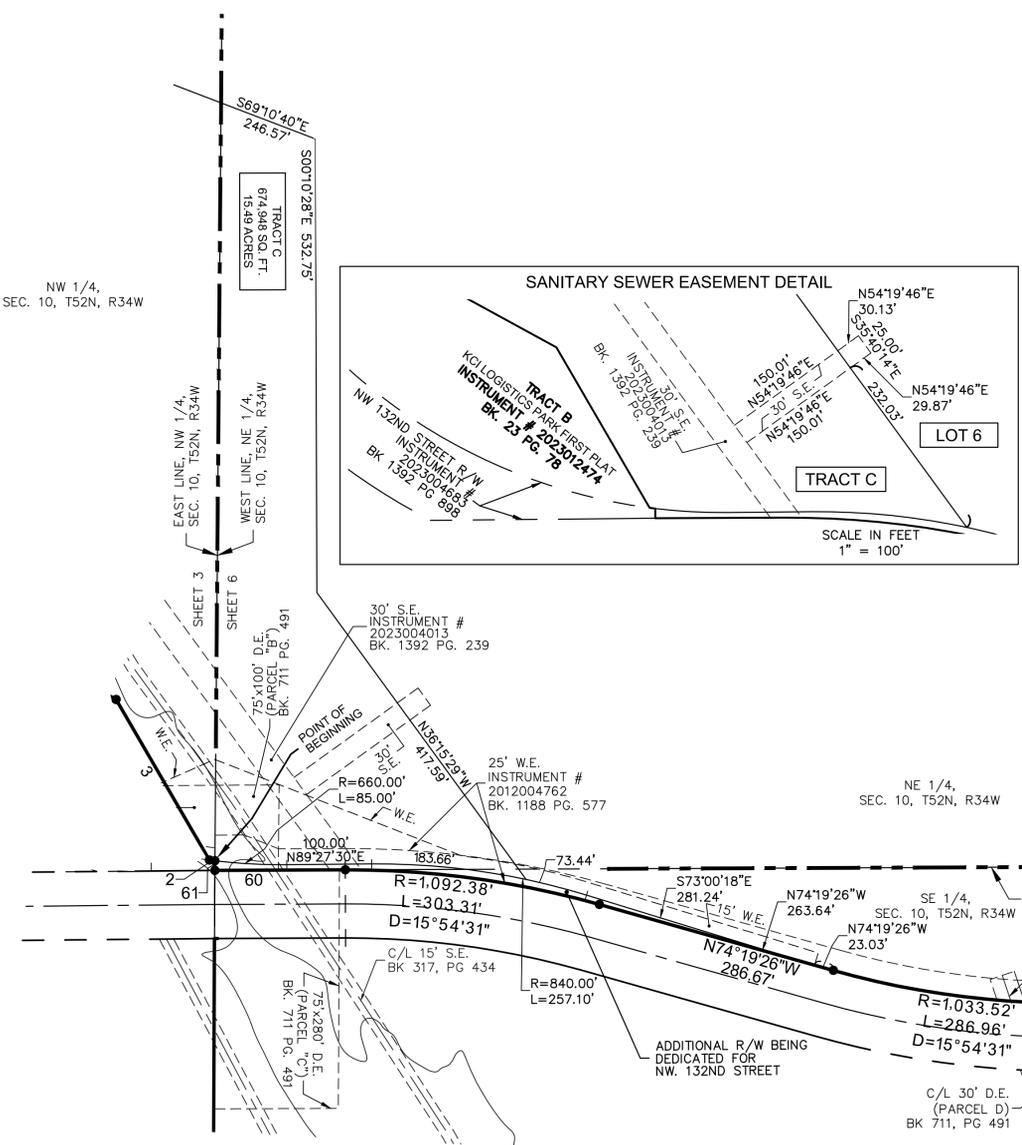 S69°10'40"E
246.57'
S00°10'28"E 532.75'
TRACT C
674,948 SQ. FT.
15.49 ACRES
NW 1/4,
SEC. 10, T52N, R34W
EAST LINE, NW 1/4,
SEC. 10, T52N, R34W
WEST LINE, NE 1/4,
SEC. 10, T52N, R34W
SHEET 3
SHEET 6
SANITARY SEWER EASEMENT DETAIL
N54°19'46"E
30.13'
25.00'
S35°40'14"E
N54°19'46"E
29.87'
232.03'
LOT 6
150.01'
N54°19'46"E
30' S.E.
N54°19'46"E
150.01'
30' S.E.
INSTRUMENT #
2023004013
BK. 1392 PG. 239
TRACT B
KCI LOGISTICS PARK FIRST PLAT
INSTRUMENT # 2023012474
BK. 23 PG. 78
NW 132ND STREET R/W
INSTRUMENT #
2023004683
BK 1392 PG 898
TRACT C
SCALE IN FEET
1" = 100'
30' S.E.
INSTRUMENT #
2023004013
BK. 1392 PG. 239
75'x100' D.E.
(PARCEL "B")
BK. 711 PG. 491
POINT OF
BEGINNING
W.E.
3
30'
S.E.
N36°15'29"W
417.59'
R=660.00'
L=85.00'
W.E.
25' W.E.
INSTRUMENT #
2012004762
BK. 1188 PG. 577
NE 1/4,
SEC. 10, T52N, R34W
100.00'
N89°27'30"E
183.66'
73.44'
2
61
60
R=1,092.38'
L=303.31'
D=15°54'31"
S73°00'18"E
281.24'
15' W.E.
N74°19'26"W
263.64'
SE 1/4,
SEC. 10, T52N, R34W
N74°19'26"W
23.03'
N74°19'26"W
286.67'
C/L 15' S.E.
BK 317, PG 434
R=840.00'
L=257.10'
75'x280' D.E.
(PARCEL "C")
BK. 711 PG. 491
ADDITIONAL R/W BEING
DEDICATED FOR
NW. 132ND STREET
R=1,033.52'
L=286.96'
D=15°54'31"
C/L 30' D.E.
(PARCEL D)
BK 711, PG 491